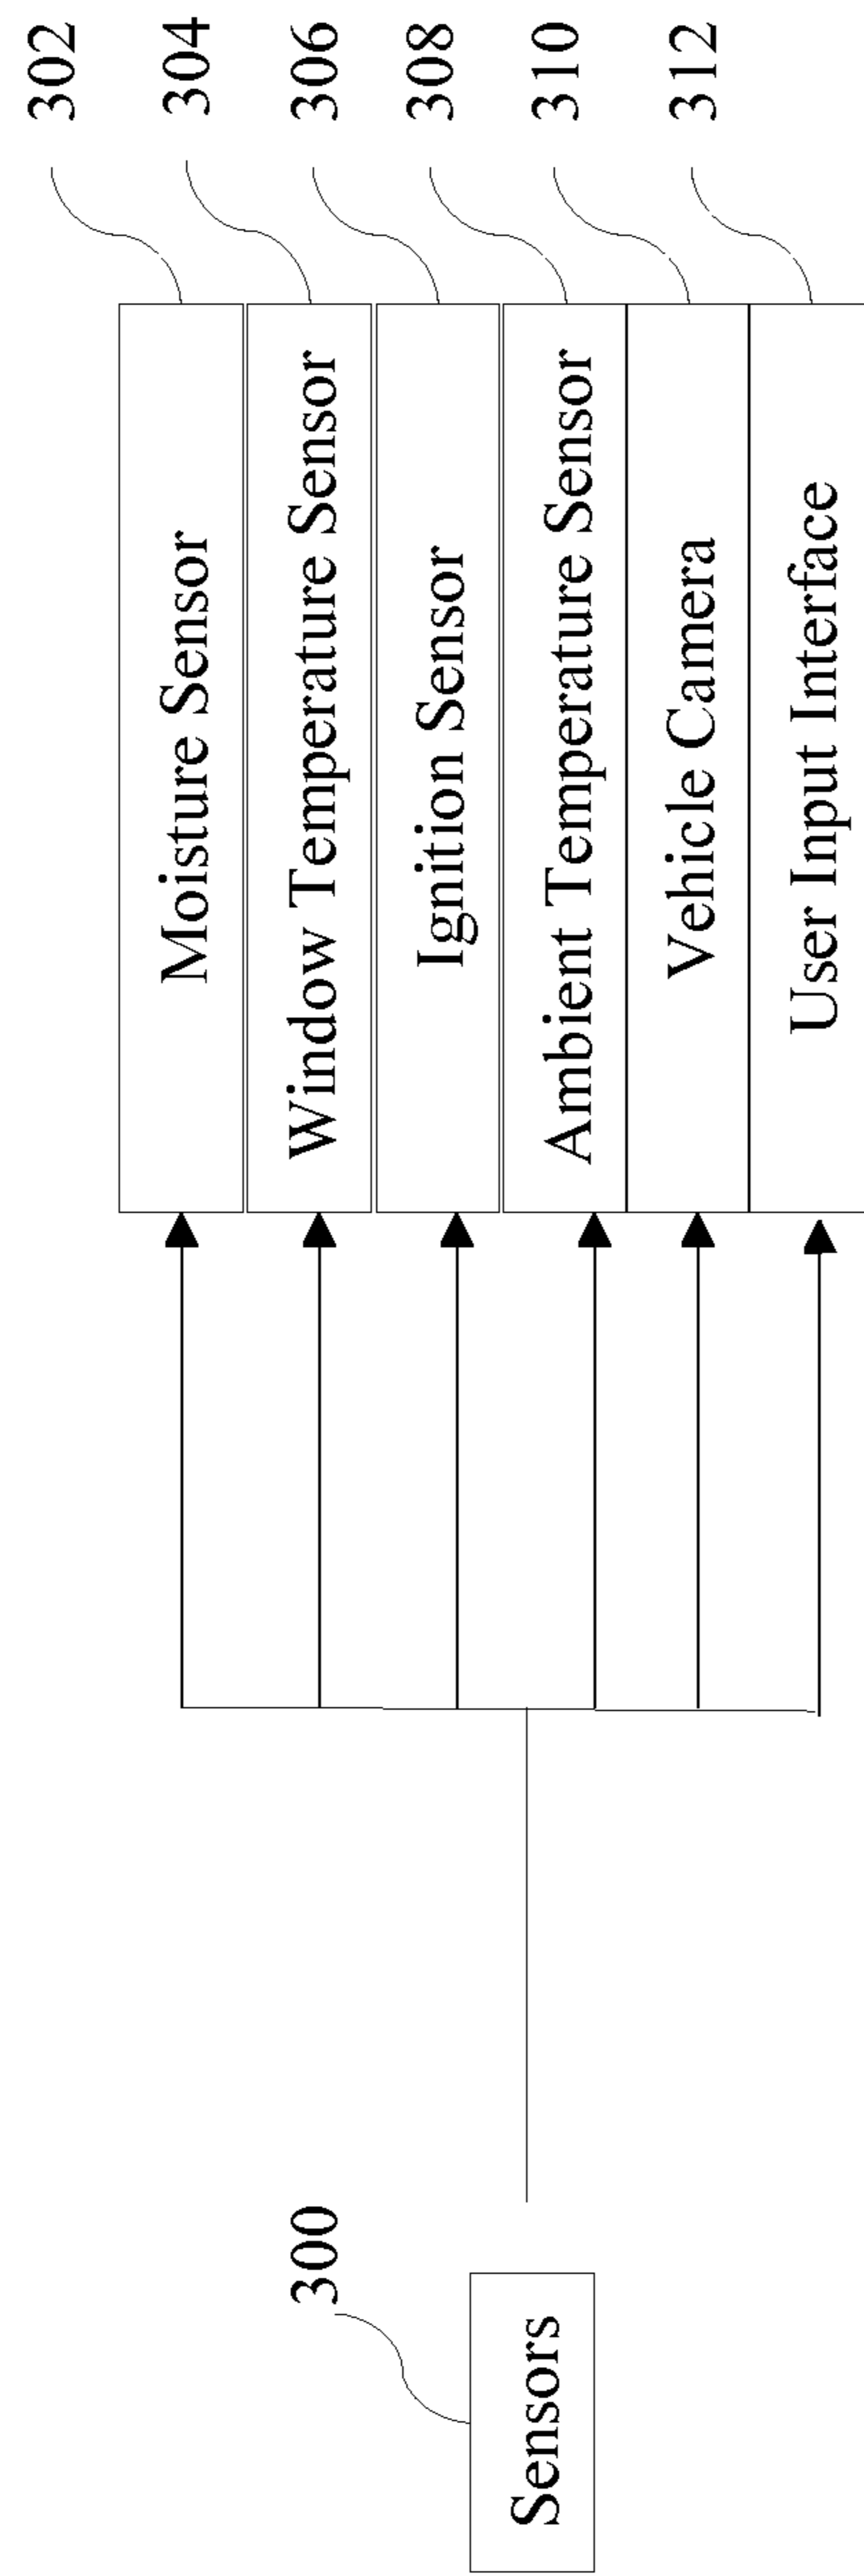 300
Sensors
302
Moisture Sensor
304
Window Temperature Sensor
306
Ignition Sensor
308
Ambient Temperature Sensor
310
Vehicle Camera
312
User Input Interface